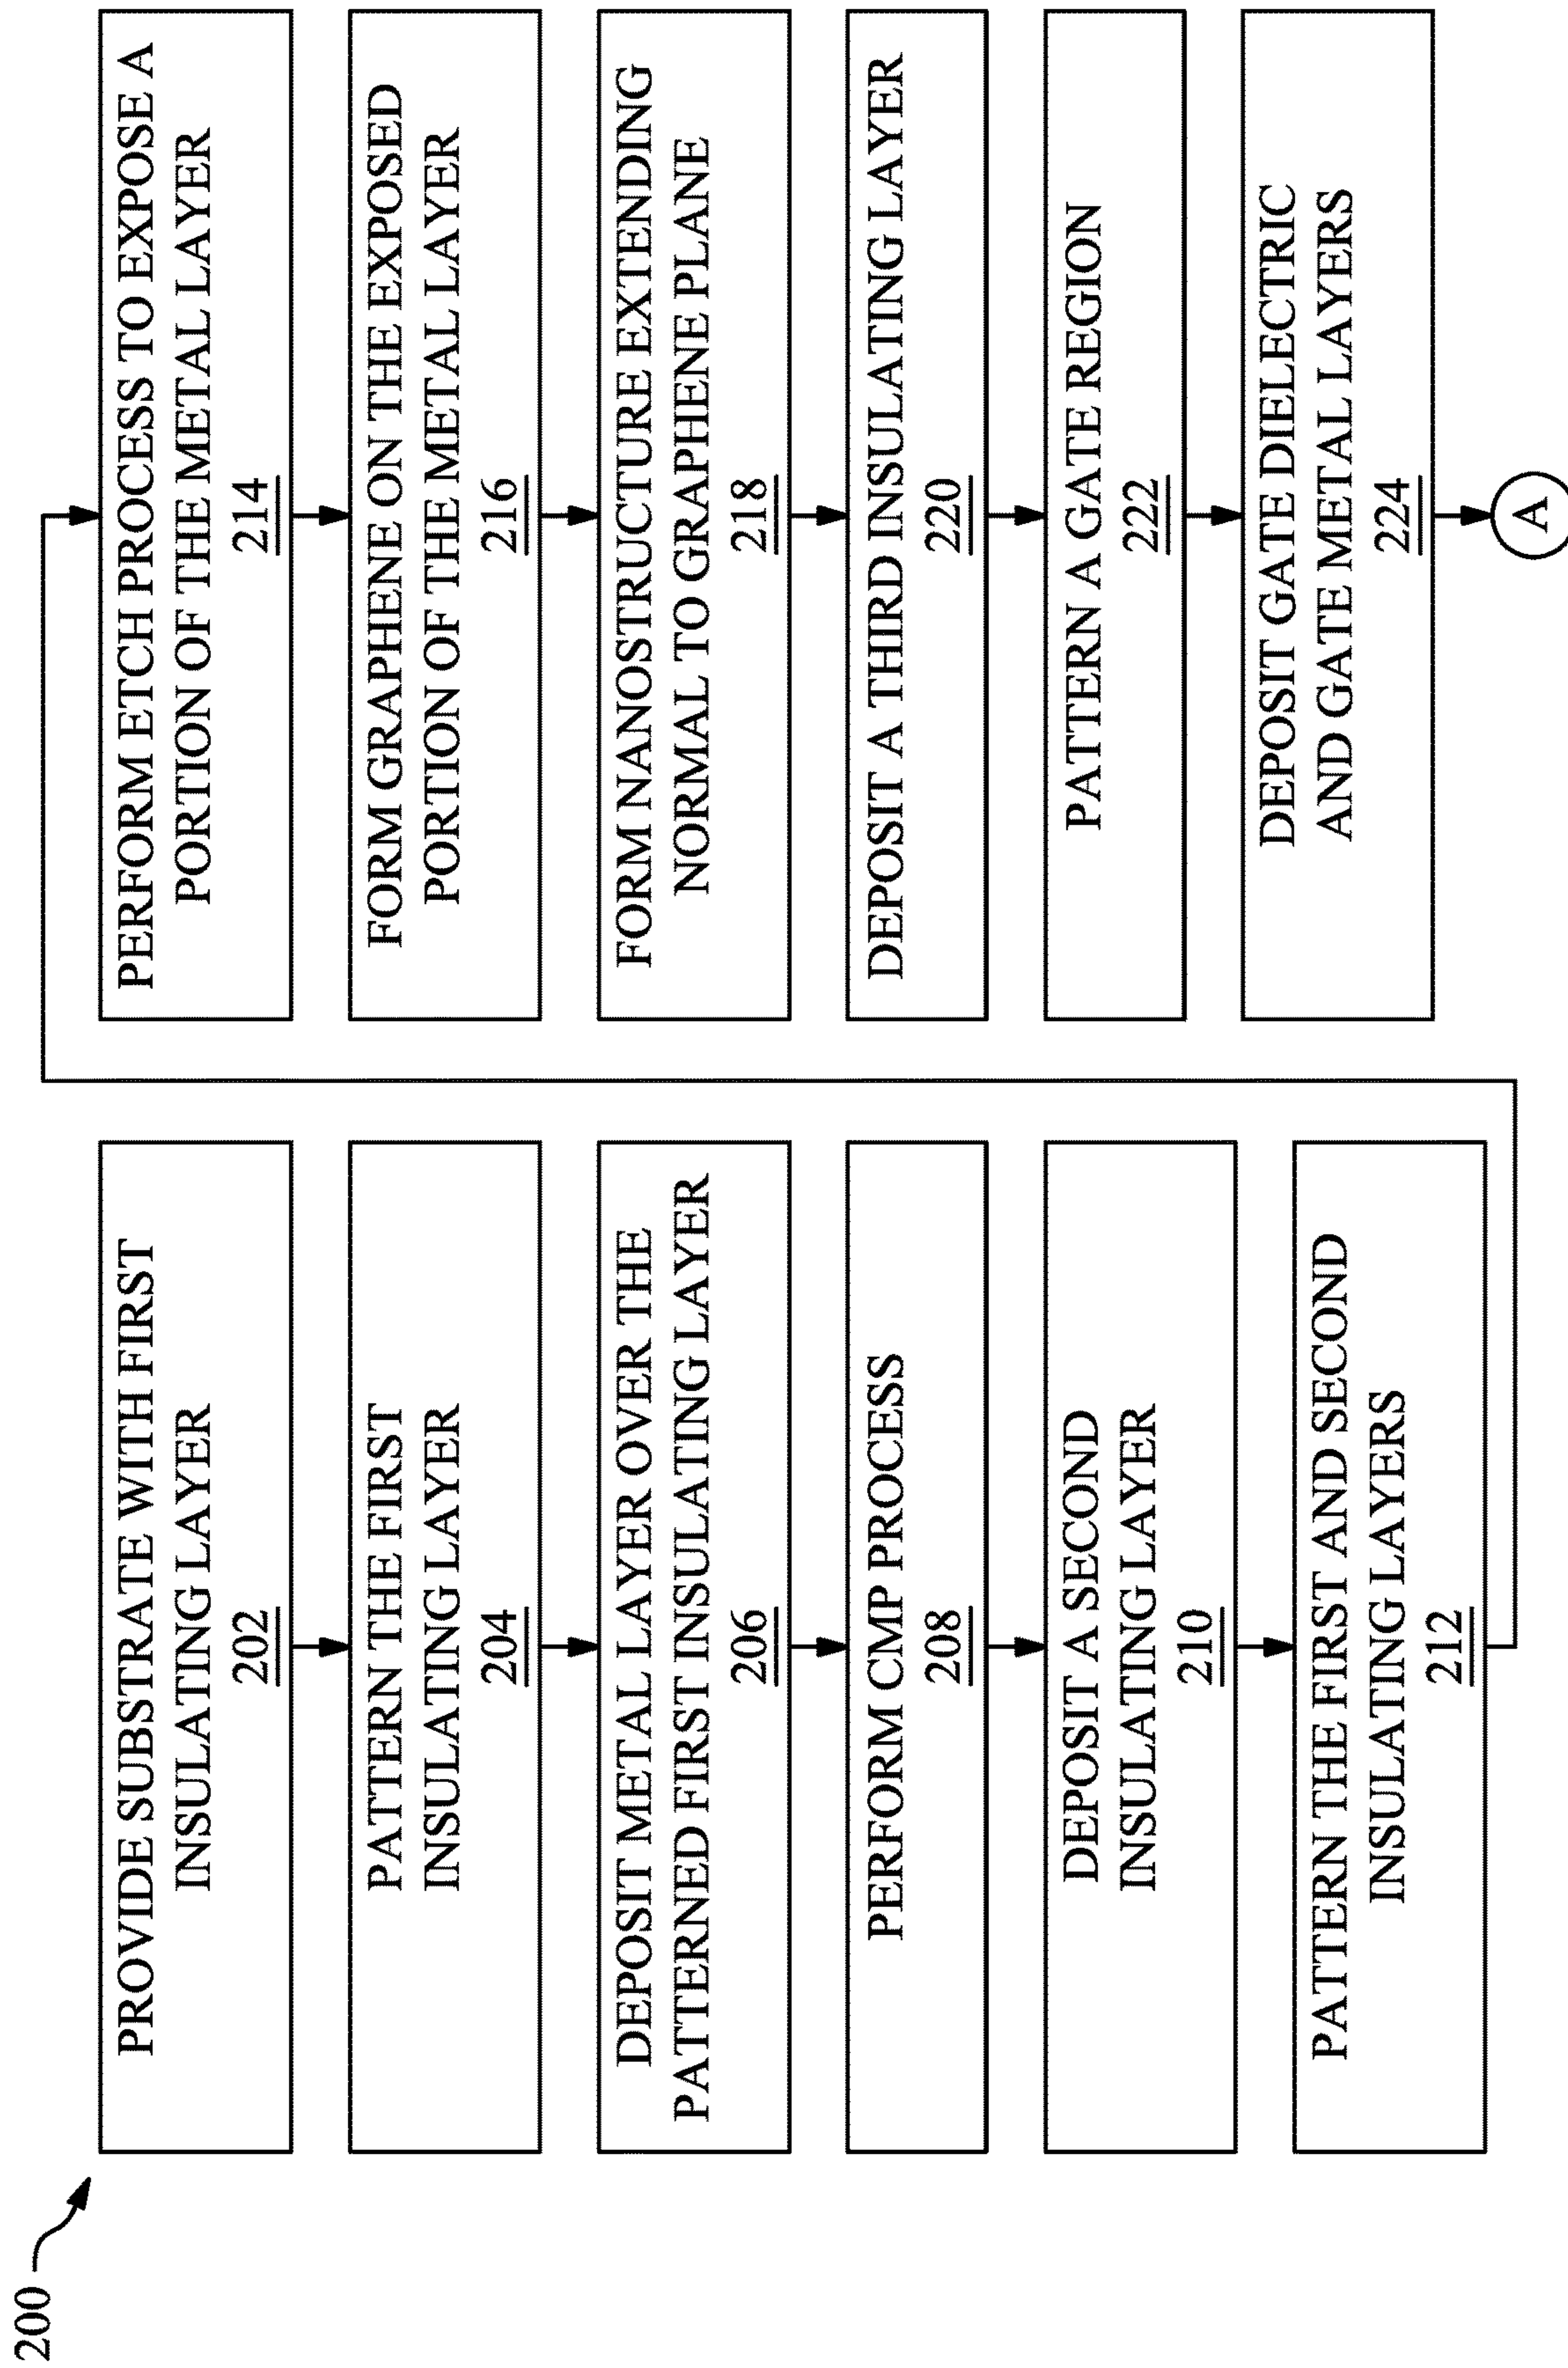 200
PROVIDE SUBSTRATE WITH FIRST
INSULATING LAYER
202
PATTERN THE FIRST
INSULATING LAYER
204
DEPOSIT METAL LAYER OVER THE
PATTERNED FIRST INSULATING LAYER
206
PERFORM CMP PROCESS
208
DEPOSIT A SECOND
INSULATING LAYER
210
PATTERN THE FIRST AND SECOND
INSULATING LAYERS
212
PERFORM ETCH PROCESS TO EXPOSE A
PORTION OF THE METAL LAYER
214
FORM GRAPHENE ON THE EXPOSED
PORTION OF THE METAL LAYER
216
FORM NANOSTRUCTURE EXTENDING
NORMAL TO GRAPHENE PLANE
218
DEPOSIT A THIRD INSULATING LAYER
220
PATTERN A GATE REGION
222
DEPOSIT GATE DIELECTRIC
AND GATE METAL LAYERS
224
A